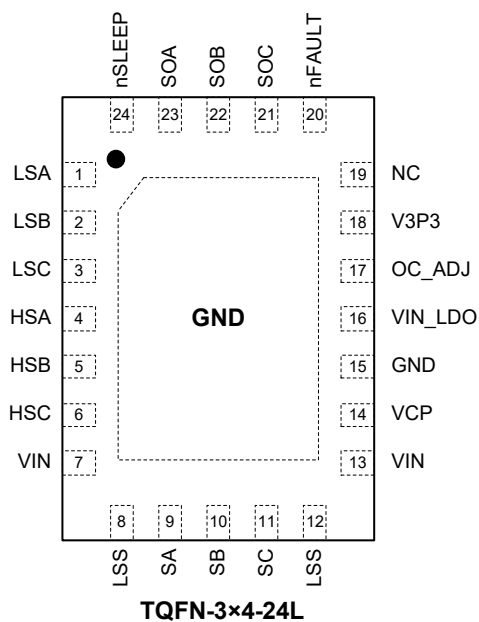 nSLEEP SOA SOB SOC nFAULT
24 23 22 21 20
LSA 1 19 NC
LSB 2 18 V3P3
LSC 3 17 OC_ADJ
HSA 4 GND 16 VIN_LDO
HSB 5 15 GND
HSC 6 14 VCP
VIN 7 13 VIN
8 9 10 11 12
LSS SA SB SC LSS
TQFN-3×4-24L